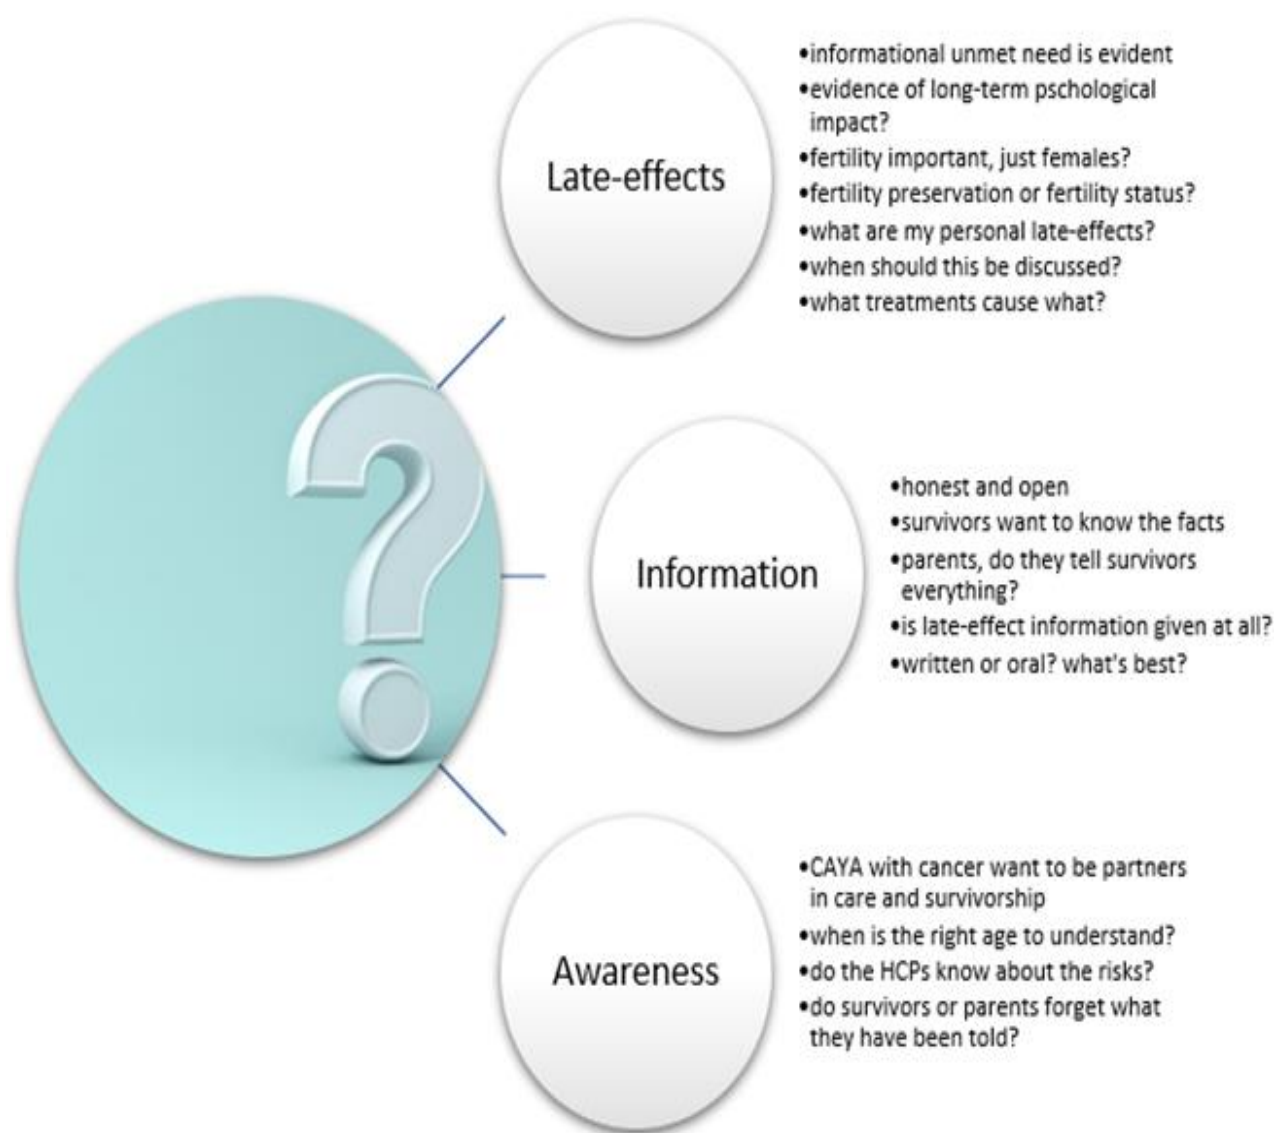 Late-effects
•informational unmet need is evident
•evidence of long-term pschological
impact?
•fertility important, just females?
•fertility preservation or fertility status?
•what are my personal late-effects?
•when should this be discussed?
•what treatments cause what?
?
Information
•honest and open
•survivors want to know the facts
•parents, do they tell survivors
everything?
•is late-effect information given at all?
•written or oral? what's best?
Awareness
•CAYA with cancer want to be partners
in care and survivorship
•when is the right age to understand?
•do the HCPs know about the risks?
•do survivors or parents forget what
they have been told?